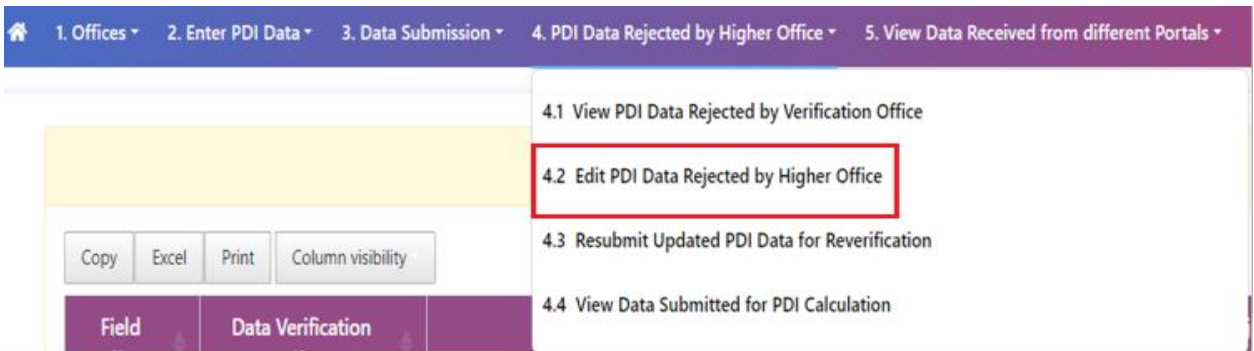 1. Offices 2. Enter PDI Data 3. Data Submission 4. PDI Data Rejected by Higher Office 5. View Data Received from different Portals
4.1 View PDI Data Rejected by Verification Office
4.2 Edit PDI Data Rejected by Higher Office
4.3 Resubmit Updated PDI Data for Reverification
4.4 View Data Submitted for PDI Calculation
Copy Excel Print Column visibility
Field Data Verification